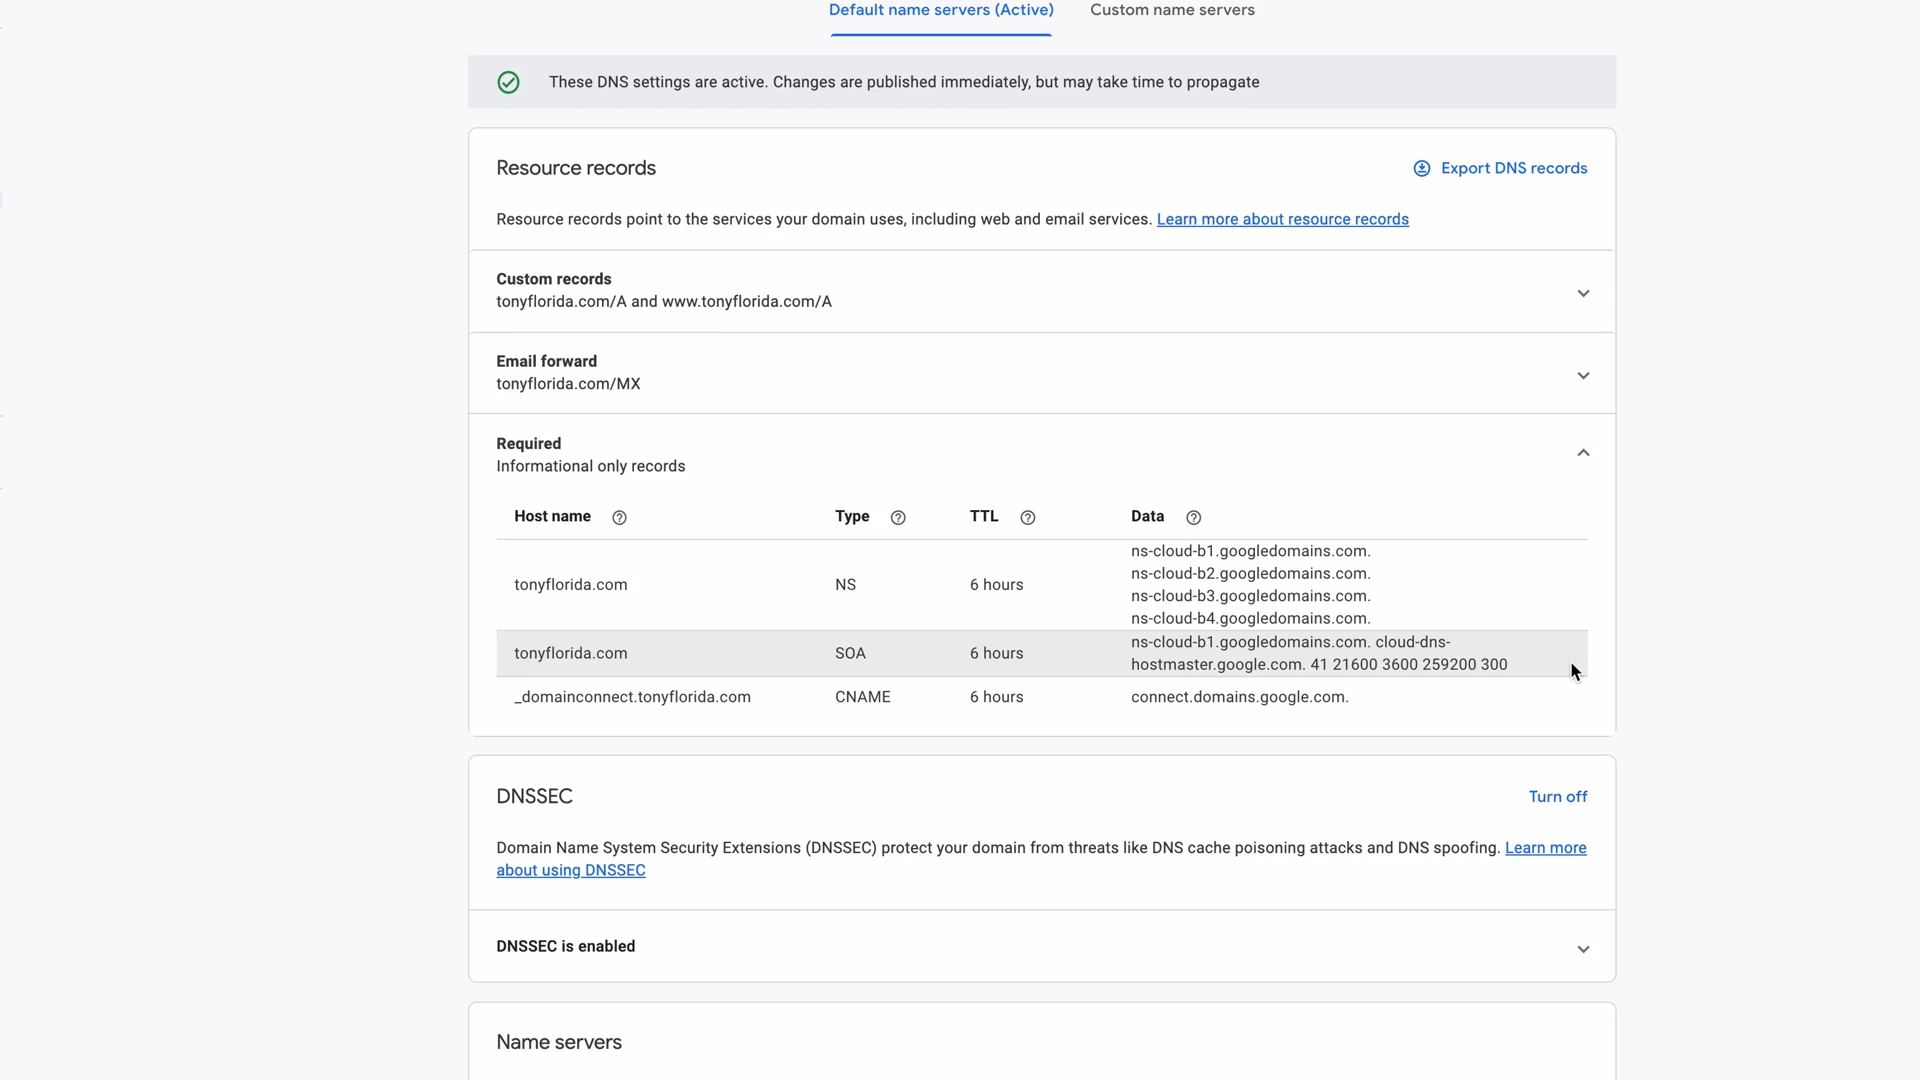 Default name servers (Active) Custom name servers
These DNS settings are active. Changes are published immediately, but may take time to propagate
Resource records Export DNS records
Resource records point to the services your domain uses, including web and email services. Learn more about resource records
Custom records
tonyflorida.com/A and www.tonyflorida.com/A
Email forward
tonyflorida.com/MX
Required
Informational only records
Host name Type TTL Data
tonyflorida.com NS 6 hours ns-cloud-b1.googledomains.com.
ns-cloud-b2.googledomains.com.
ns-cloud-b3.googledomains.com.
ns-cloud-b4.googledomains.com.
tonyflorida.com SOA 6 hours ns-cloud-b1.googledomains.com. cloud-dns-
hostmaster.google.com. 41 21600 3600 259200 300
_domainconnect.tonyflorida.com CNAME 6 hours connect.domains.google.com.
DNSSEC Turn off
Domain Name System Security Extensions (DNSSEC) protect your domain from threats like DNS cache poisoning attacks and DNS spoofing. Learn more
about using DNSSEC
DNSSEC is enabled
Name servers